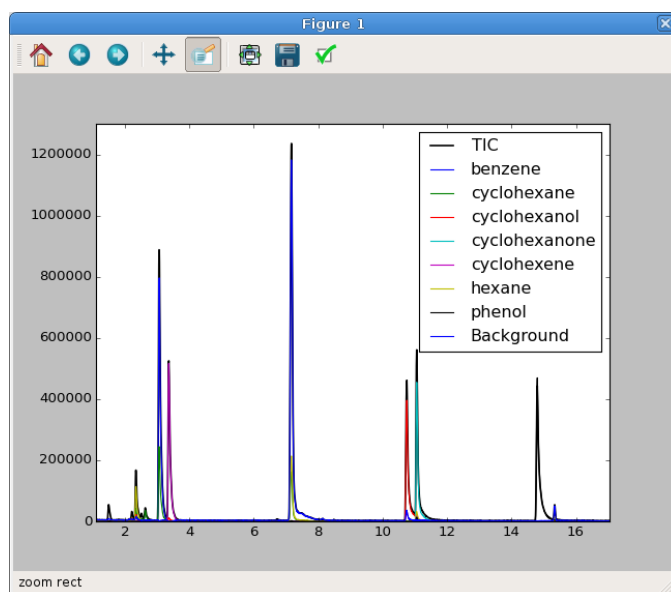 Figure 1
1200000
1000000
800000
600000
400000
200000
0
2 4 6 8 10 12 14 16
TIC
benzene
cyclohexane
cyclohexanol
cyclohexanone
cyclohexene
hexane
phenol
Background
zoom rect